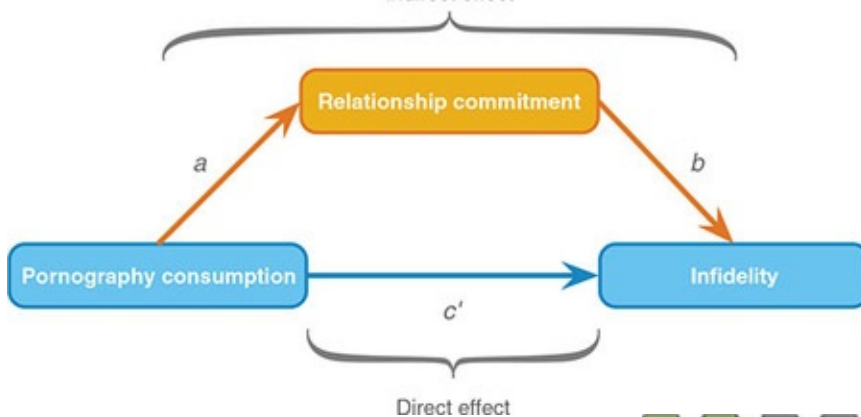 Relationship commitment
a
b
Pornography consumption
Infidelity
c'
Direct effect